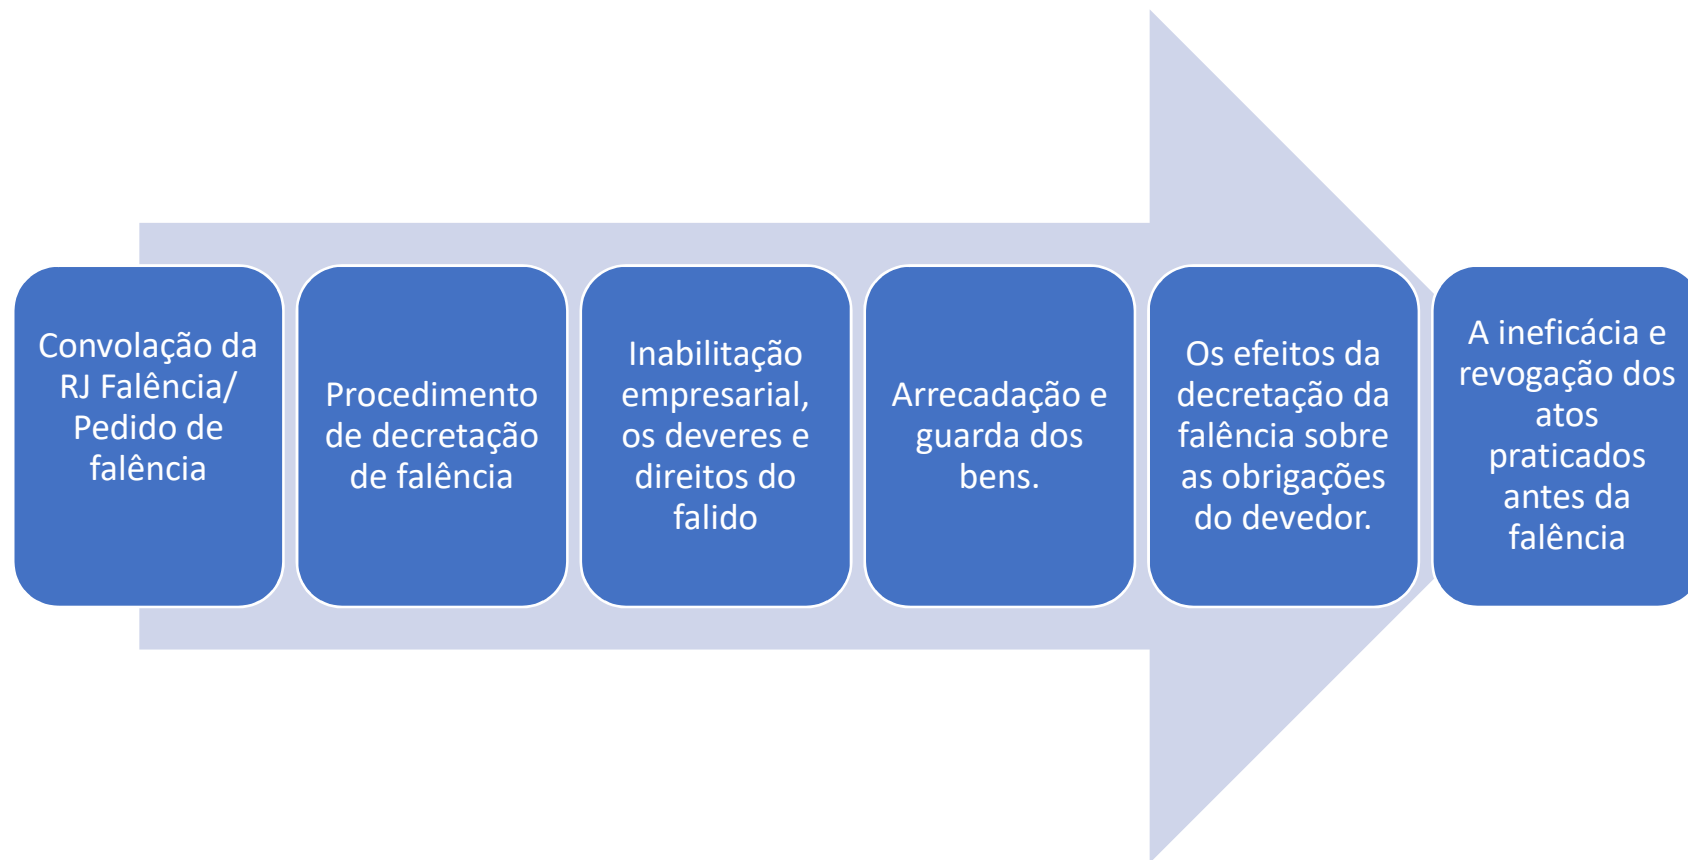 Convolação da
RJ Falência/
Pedido de
falência
Procedimento
de decretação
de falência
Inabilitação
empresarial,
os deveres e
direitos do
falido
Arrecadação e
guarda dos
bens.
Os efeitos da
decretação da
falência sobre
as obrigações
do devedor.
A ineficácia e
revogação dos
atos
praticados
antes da
falência